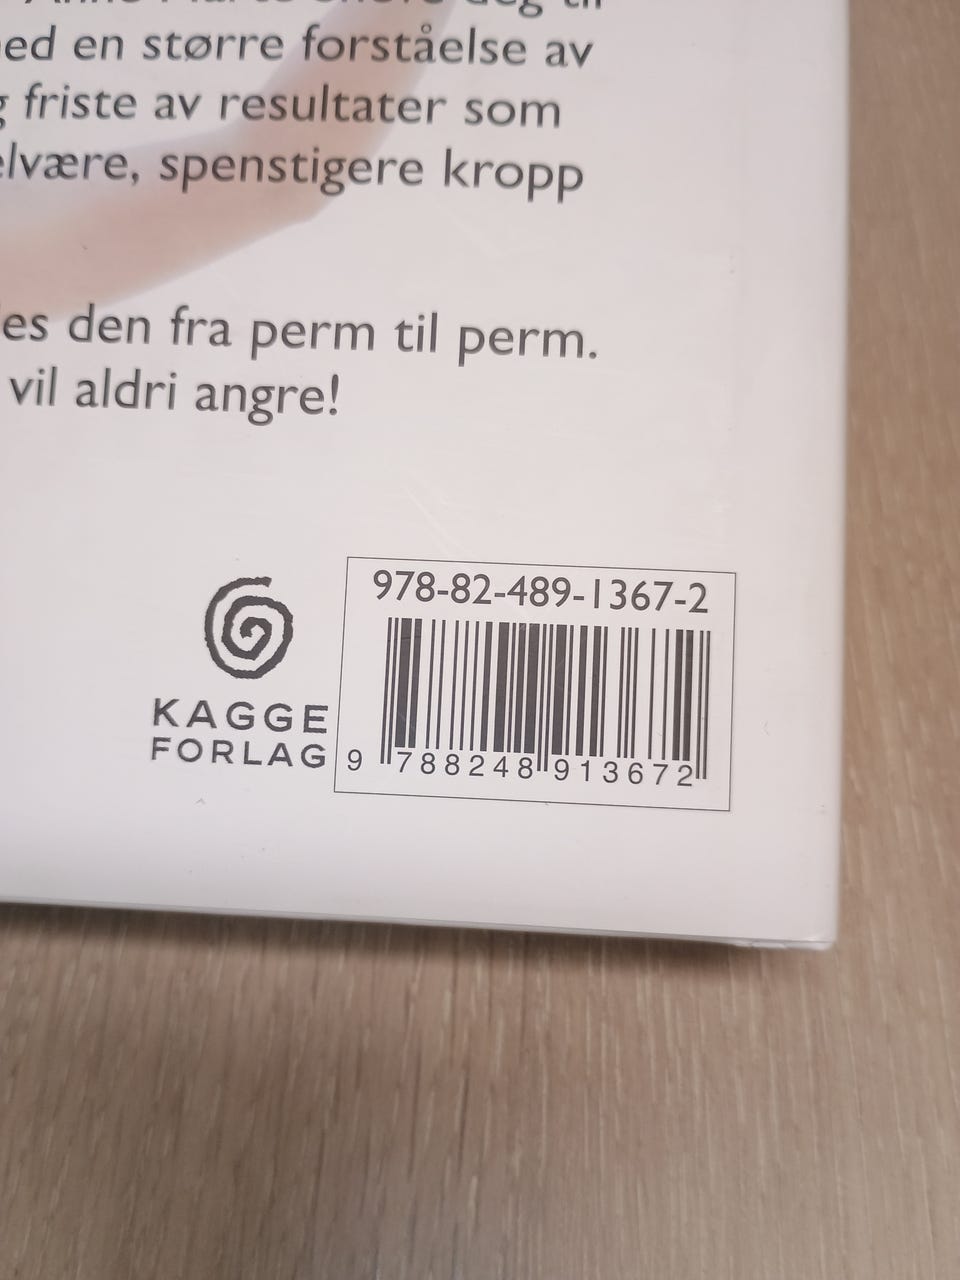 ed en større forståelse av
friste av resultater som
lvære, spenstigere kropp
es den fra perm til perm.
vil aldri angre!
978-82-489-1367-2
KAGGE
FORLAG
9 788248 913672